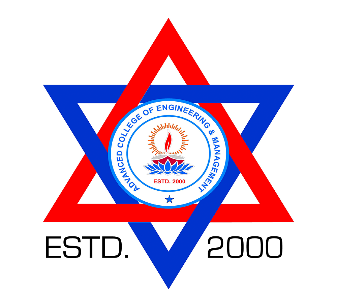 ADVANCED COLLEGE OF ENGINEERING & MANAGEMENT
ESTD. 2000
ESTD. 2000